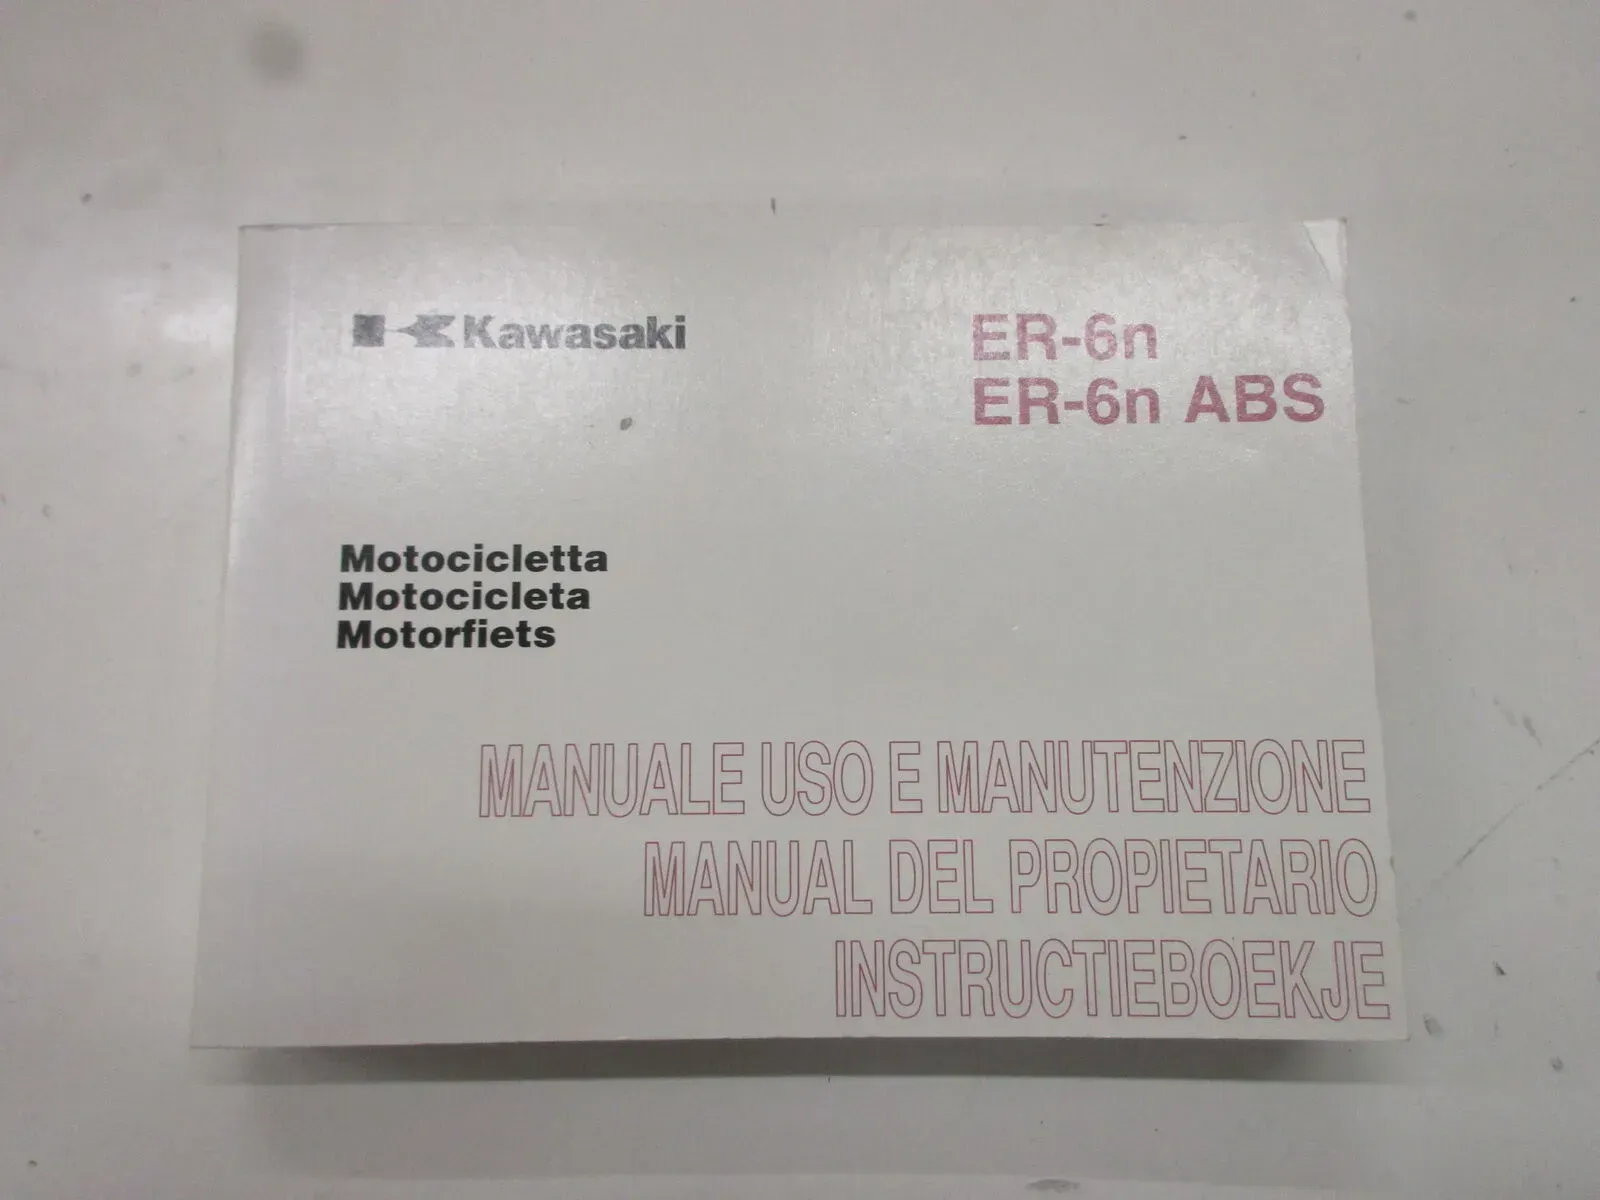 Kawasaki
ER-6n
ER-6n ABS
Motocicletta
Motocicleta
Motorfiets
MANUALE USO E MANUTENZIONE
MANUAL DEL PROPIETARIO
INSTRUCTIEBOEKJE